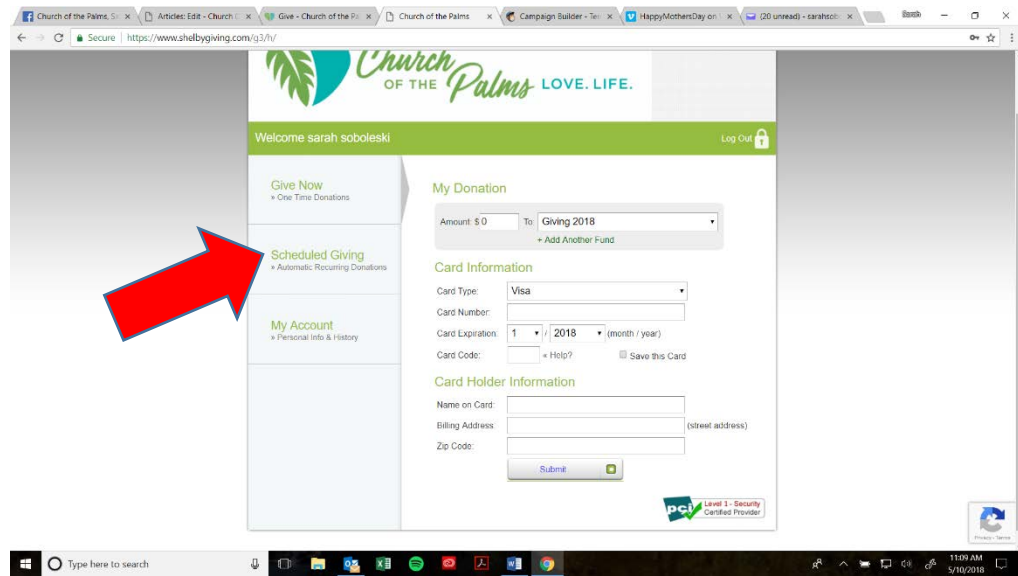 Church of the Palms, S
Articles: Edit - Church
Give - Church of the Pa
Church of the Palms
Campaign Builder - Ter
HappyMothersDay on
(20 unread) - sarahsob
Sarah
Secure | https://www.shelbygiving.com/g3/h/
Church
OF THE Palms LOVE. LIFE.
Welcome sarah soboleski
Log Out
Give Now
» One Time Donations
My Donation
Amount: $ 0 To: Giving 2018
+ Add Another Fund
Scheduled Giving
» Automatic Recurring Donations
Card Information
Card Type: Visa
Card Number:
My Account
» Personal Info & History
Card Expiration: 1 / 2018 (month / year)
Card Code: « Help? Save this Card
Card Holder Information
Name on Card:
Billing Address: (street address)
Zip Code:
Submit
pci Level 1 - Security
Certified Provider
Privacy - Terms
Type here to search
11:09 AM
5/10/2018